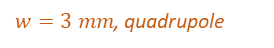 w = 3 mm, quadrupole